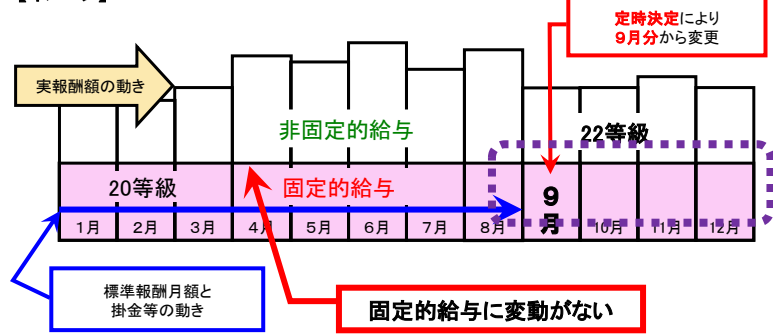 定時決定により
９月分から変更
実報酬額の動き
非固定的給与
22等級
20等級
固定的給与
1月 2月 3月 4月 5月 6月 7月 8月 9月 10月 11月 12月
標準報酬月額と
掛金等の動き
固定的給与に変動がない